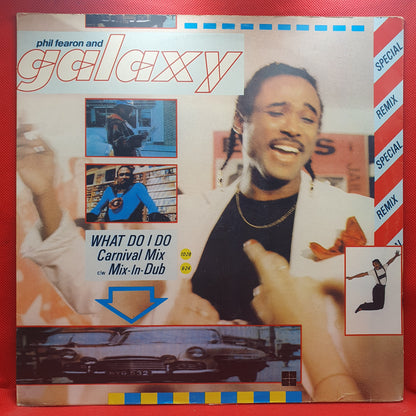 phil fearon and
galaxy
SPECIAL
REMIX
SPECIAL
REMIX
WHAT DO I DO
Carnival Mix
c/w Mix-In-Dub